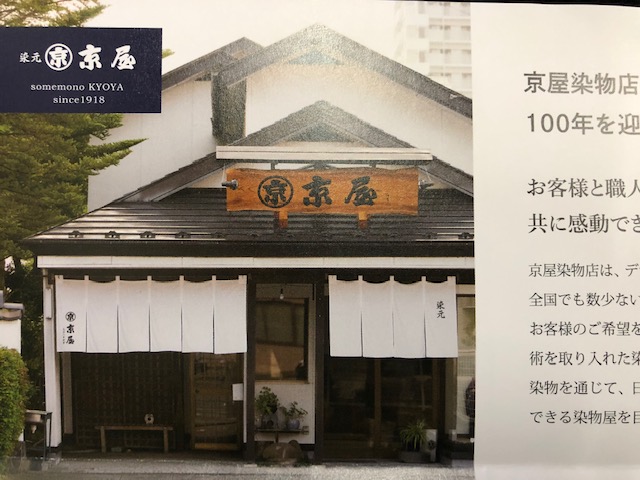 染元 京 京屋
somemono KYOYA
since1918
京 京屋
京
京屋
染元
京屋染物店
100年を迎
お客様と職人
共に感動でき
京屋染物店は、デ
全国でも数少ない
お客様のご希望を
術を取り入れた染
染物を通じて、日
できる染物屋を目